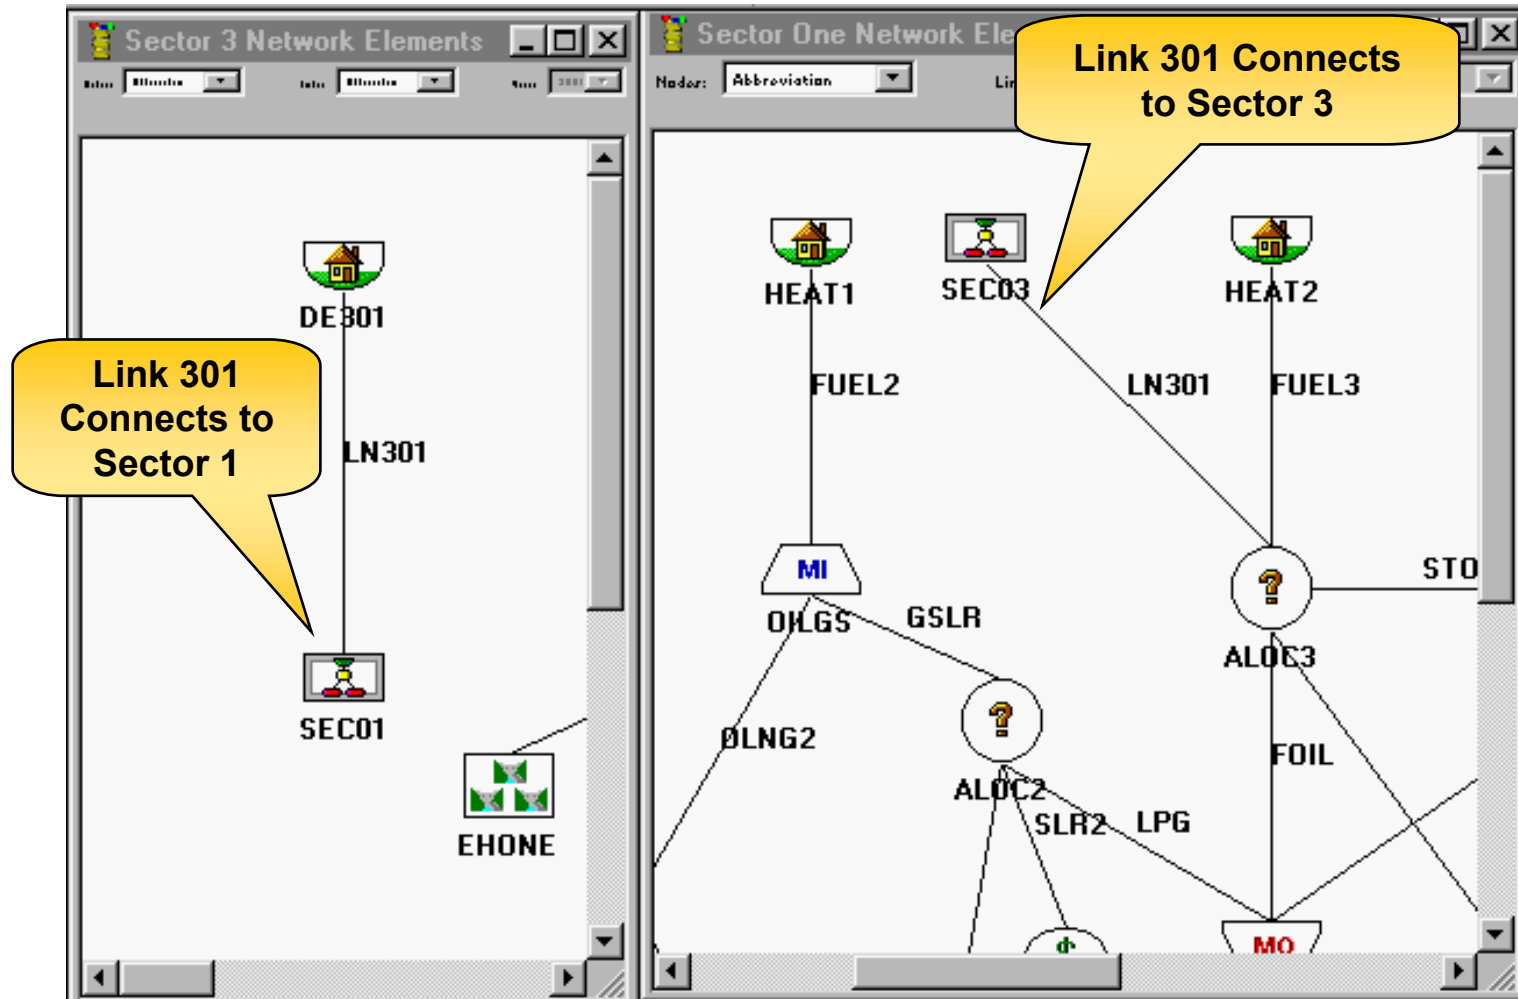 Sector 3 Network Elements
Sector One Network Ele
Nodes:
Abbreviation
Lin
Link 301 Connects
to Sector 3
DE301
LN301
SEC01
EHONE
Link 301
Connects to
Sector 1
HEAT1
SEC03
HEAT2
FUEL2
LN301
FUEL3
MI
OILGS
GSLR
?
ALOC3
STO
OLNG2
?
ALOC2
SLR2
LPG
FOIL
MO